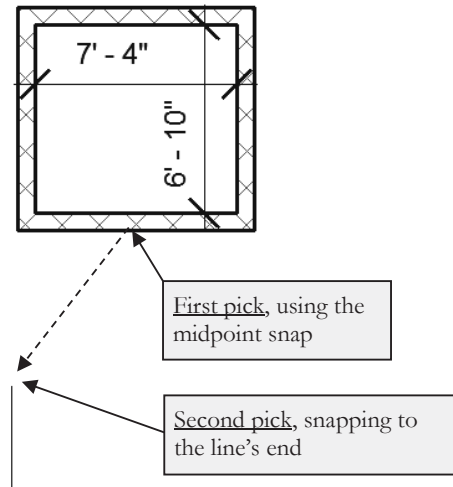 7' - 4"
6' - 10"
First pick, using the
midpoint snap
Second pick, snapping to
the line’s end